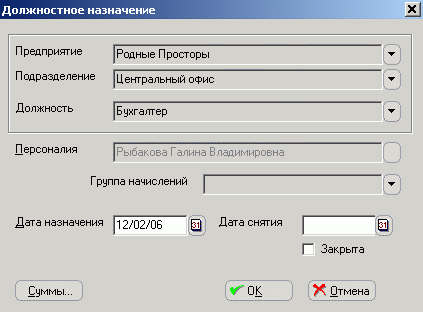 Должностное назначение
Предприятие Родные Просторы
Подразделение Центральный офис
Должность Бухгалтер
Персоналия Рыбакова Галина Владимировна
Группа начислений
Дата назначения 12/02/06 31 Дата снятия 31
Закрыта
Суммы... OK Отмена